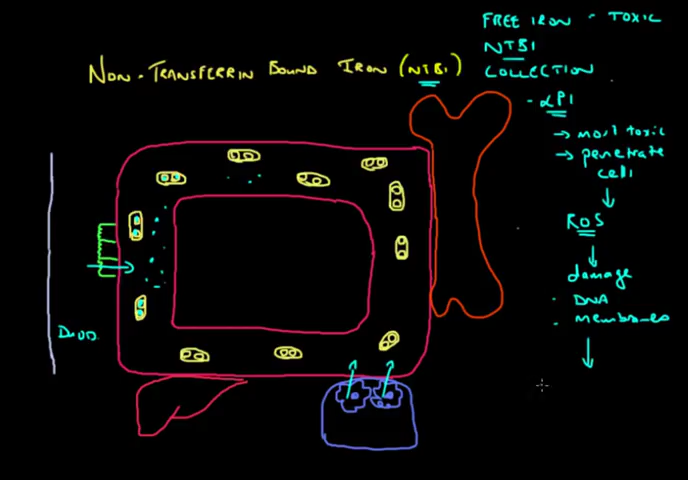 FREE IRON - TOXIC
NTBI
COLLECTION
NON-TRANSFERRIN BOUND IRON (NTBI)
- LPI
→ most toxic
→ penetrate
cell
ROS
damage
- DNA
- Membranes
DUOD